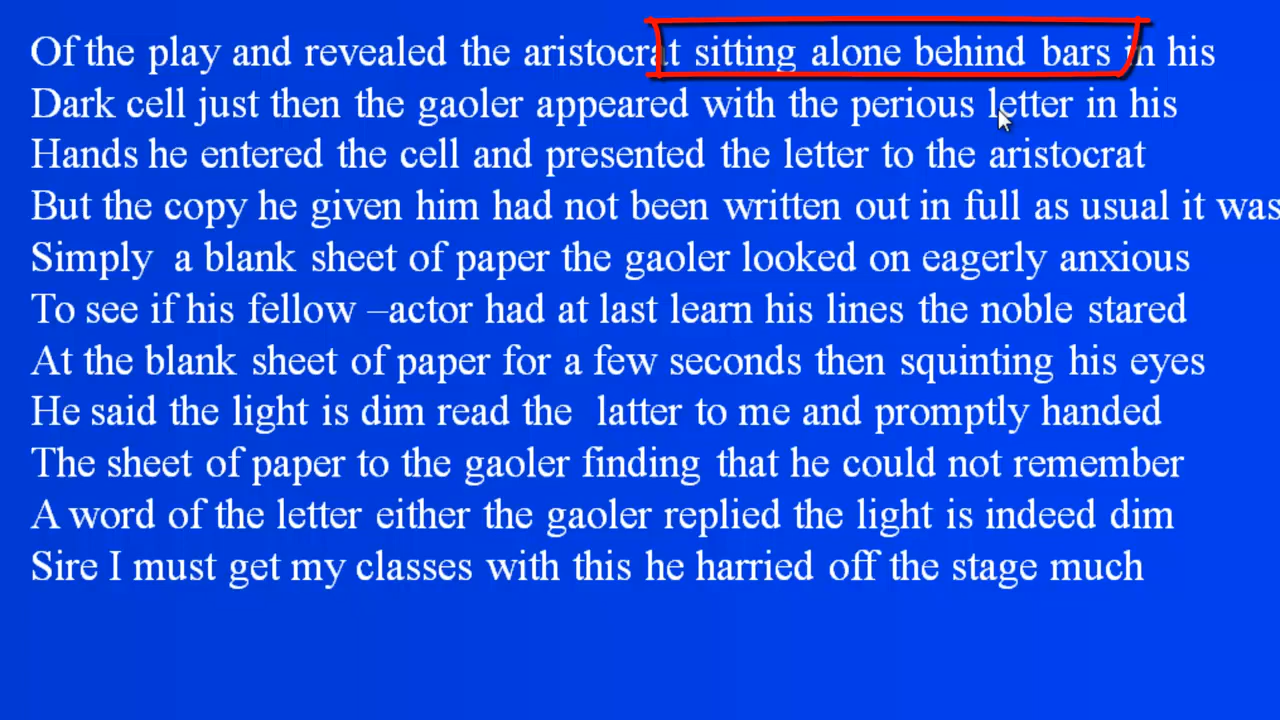 Of the play and revealed the aristocrat sitting alone behind bars in his
Dark cell just then the gaoler appeared with the perious letter in his
Hands he entered the cell and presented the letter to the aristocrat
But the copy he given him had not been written out in full as usual it was
Simply a blank sheet of paper the gaoler looked on eagerly anxious
To see if his fellow –actor had at last learn his lines the noble stared
At the blank sheet of paper for a few seconds then squinting his eyes
He said the light is dim read the latter to me and promptly handed
The sheet of paper to the gaoler finding that he could not remember
A word of the letter either the gaoler replied the light is indeed dim
Sire I must get my classes with this he harried off the stage much